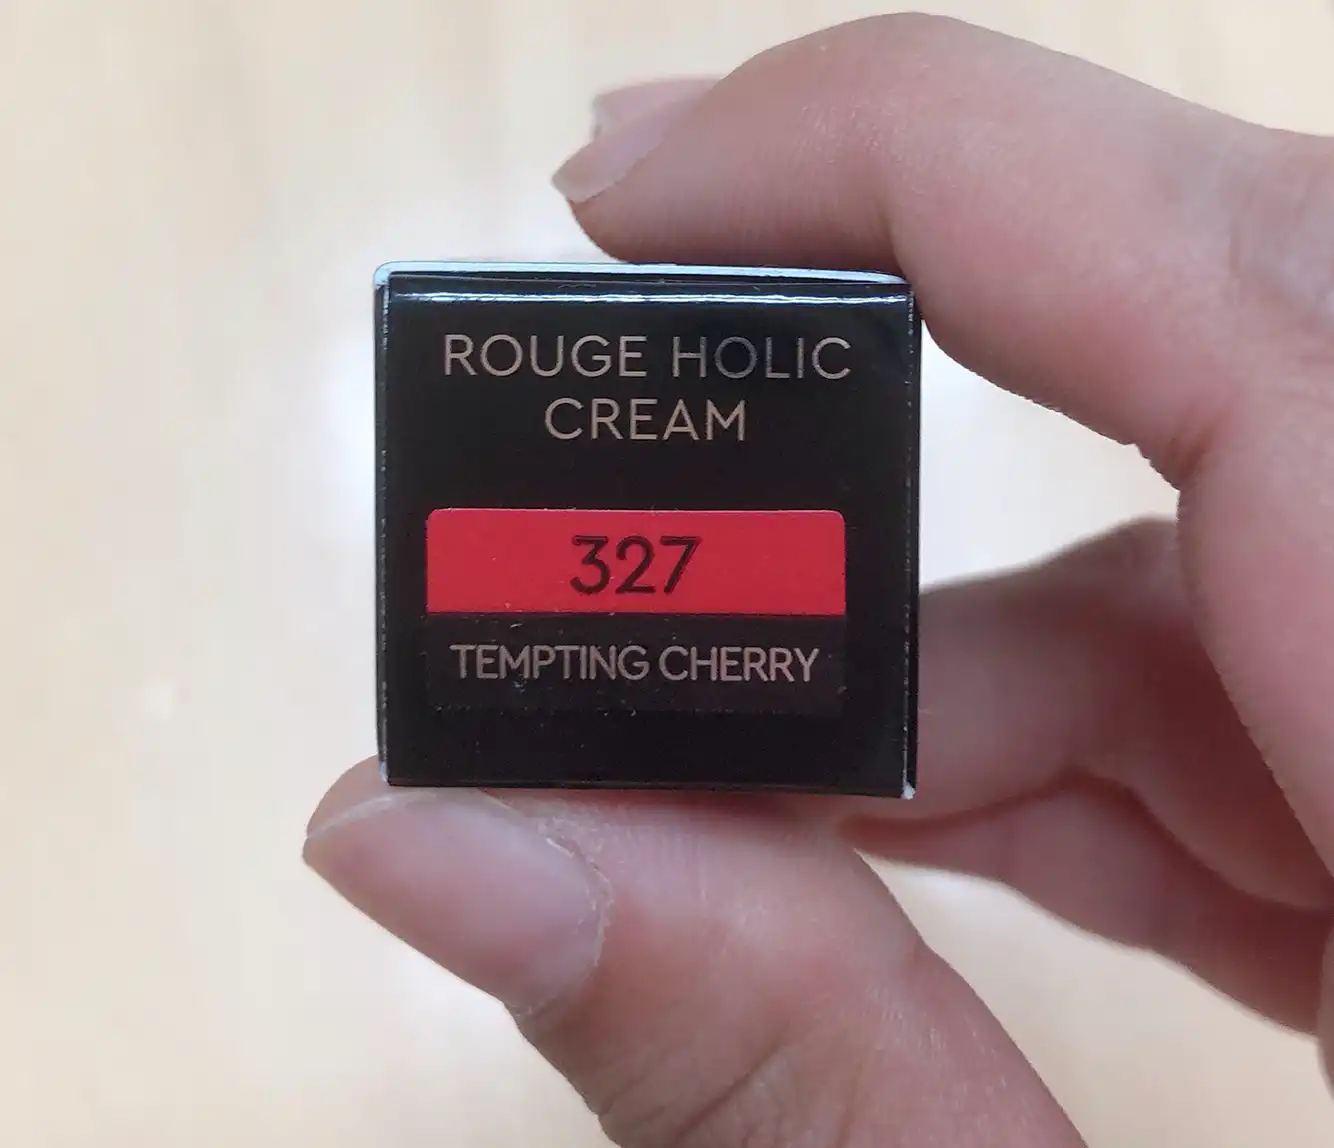 ROUGE HOLIC
CREAM
327
TEMPTING CHERRY